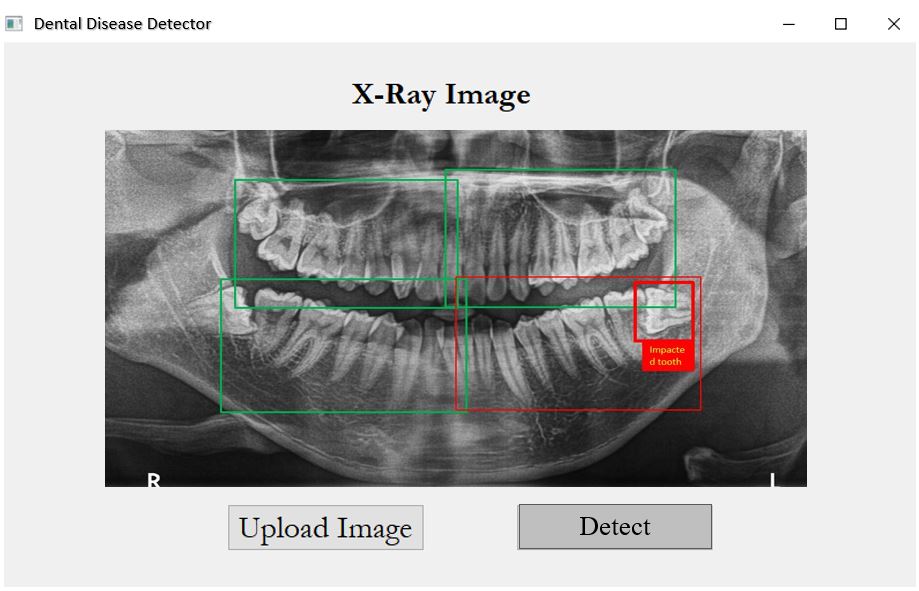 Dental Disease Detector
X-Ray Image
Impacte
d tooth
R
L
Upload Image
Detect